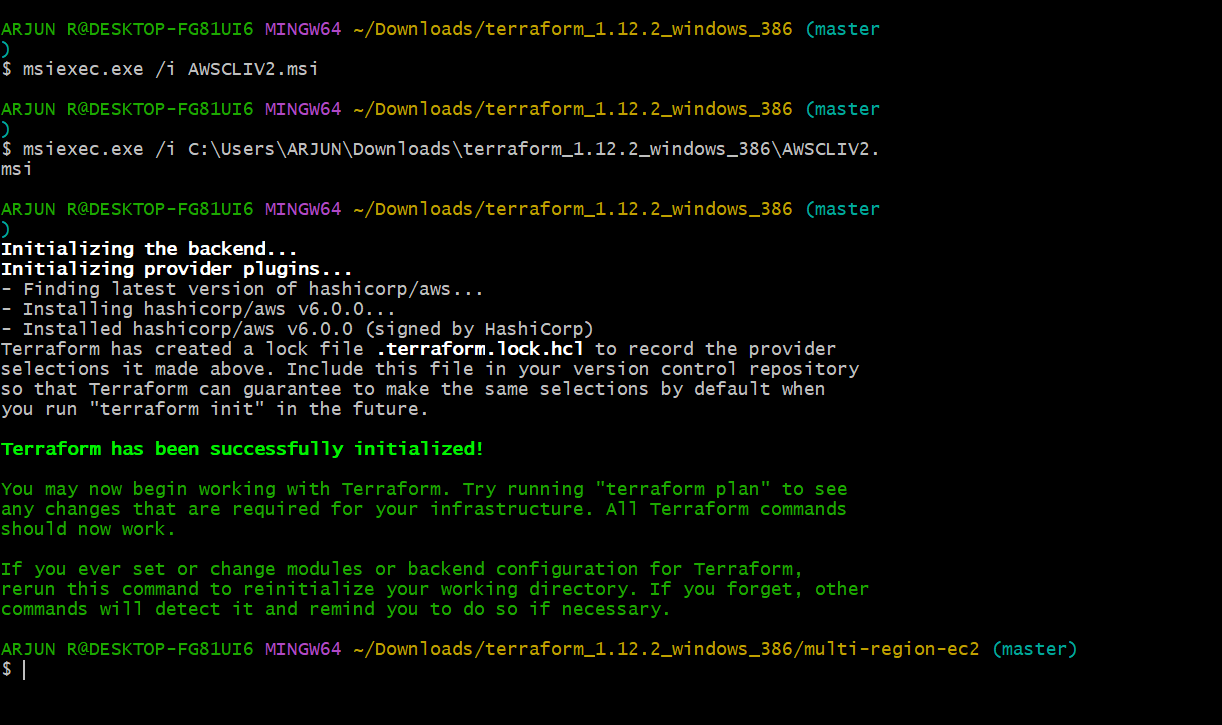 ARJUN R@DESKTOP-FG81UI6 MINGW64 ~/Downloads/terraform_1.12.2_windows_386 (master
)
$ msiexec.exe /i AWSCLIV2.msi
ARJUN R@DESKTOP-FG81UI6 MINGW64 ~/Downloads/terraform_1.12.2_windows_386 (master
)
$ msiexec.exe /i C:\Users\ARJUN\Downloads\terraform_1.12.2_windows_386\AWSCLIV2.
msi
ARJUN R@DESKTOP-FG81UI6 MINGW64 ~/Downloads/terraform_1.12.2_windows_386 (master
)
Initializing the backend...
Initializing provider plugins...
- Finding latest version of hashicorp/aws...
- Installing hashicorp/aws v6.0.0...
- Installed hashicorp/aws v6.0.0 (signed by HashiCorp)
Terraform has created a lock file .terraform.lock.hcl to record the provider
selections it made above. Include this file in your version control repository
so that Terraform can guarantee to make the same selections by default when
you run "terraform init" in the future.
Terraform has been successfully initialized!
You may now begin working with Terraform. Try running "terraform plan" to see
any changes that are required for your infrastructure. All Terraform commands
should now work.
If you ever set or change modules or backend configuration for Terraform,
rerun this command to reinitialize your working directory. If you forget, other
commands will detect it and remind you to do so if necessary.
ARJUN R@DESKTOP-FG81UI6 MINGW64 ~/Downloads/terraform_1.12.2_windows_386/multi-region-ec2 (master)
$